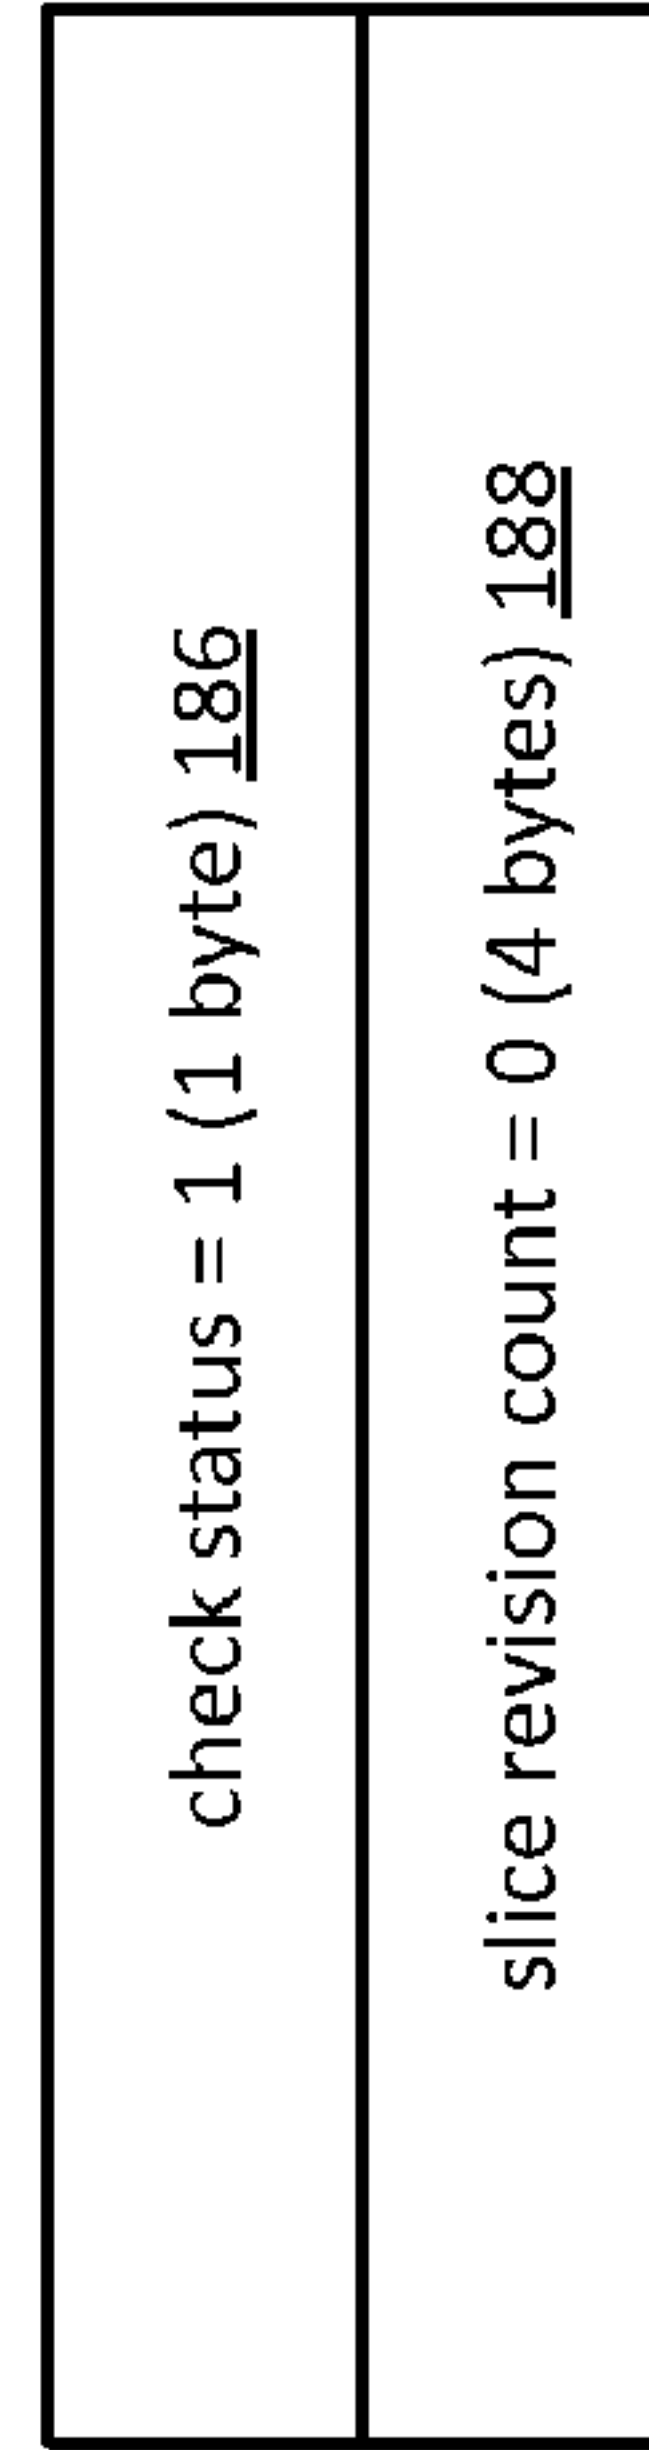 check status = 1 (1 byte) 186
slice revision count = 0 (4 bytes) 188